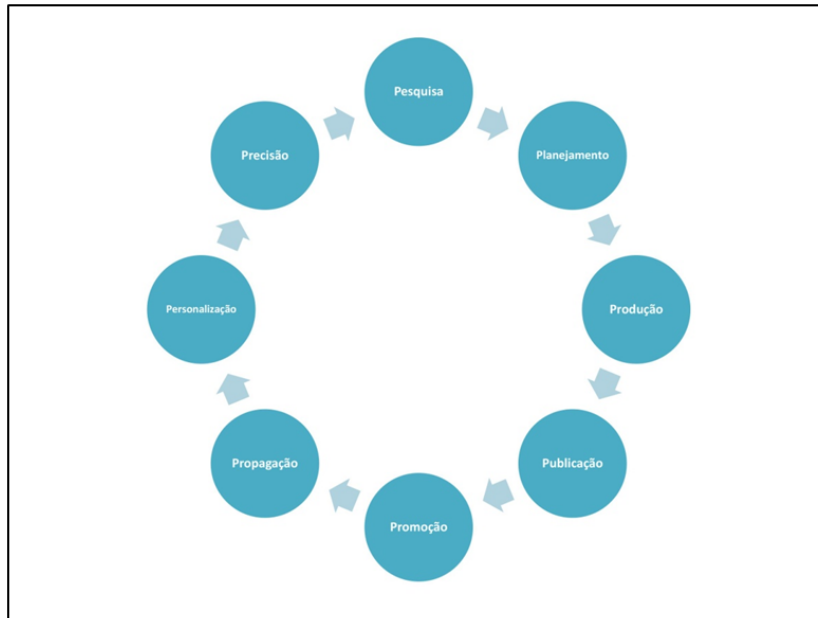 Pesquisa
Planejamento
Produção
Publicação
Promoção
Propagação
Personalização
Precisão